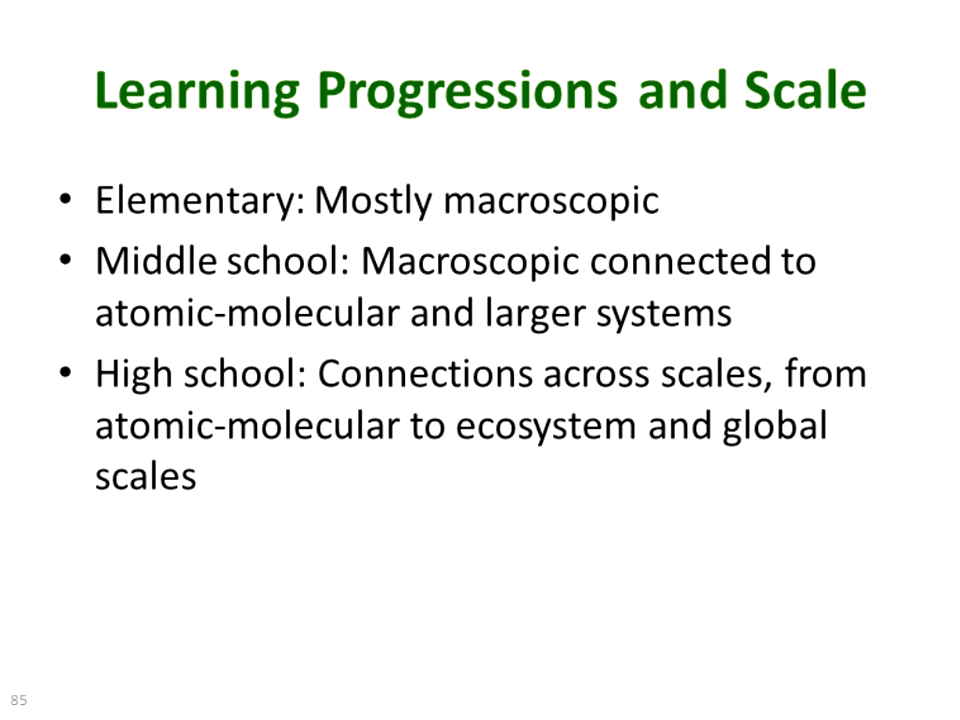 Learning Progressions and Scale
• Elementary: Mostly macroscopic
• Middle school: Macroscopic connected to
atomic-molecular and larger systems
• High school: Connections across scales, from
atomic-molecular to ecosystem and global
scales
85